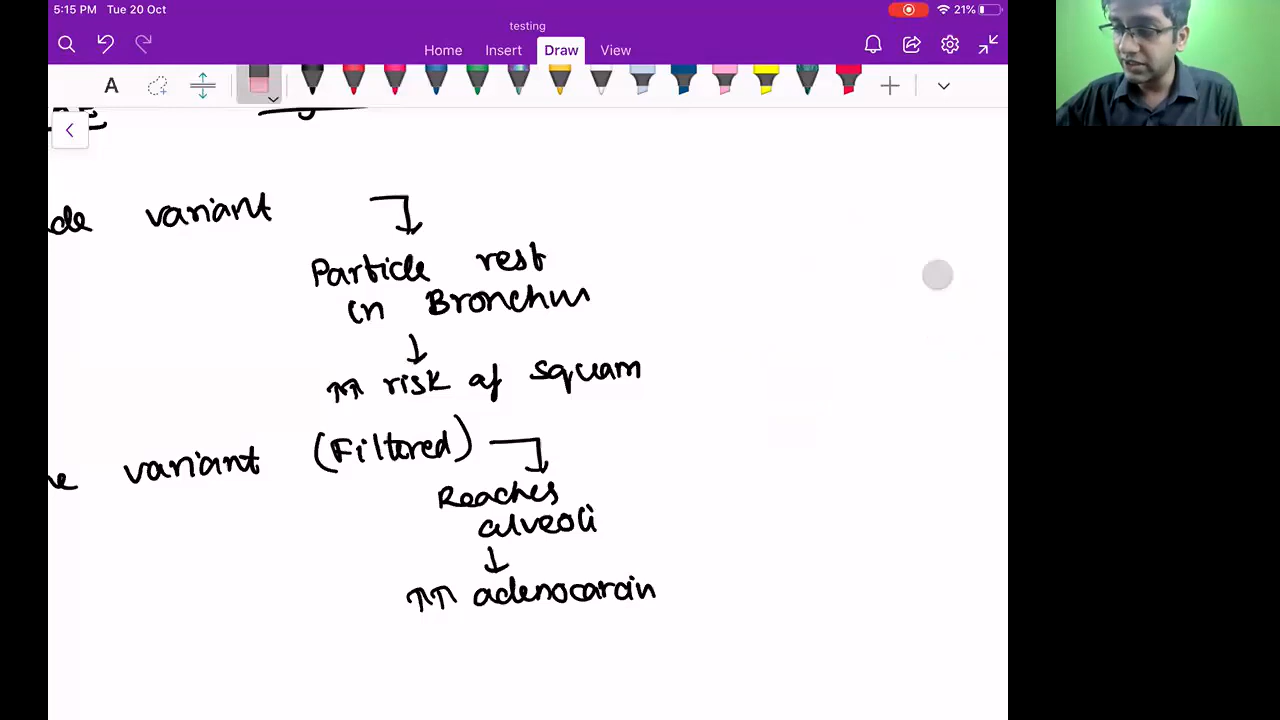 5:15 PM Tue 20 Oct
21%
testing
Home Insert Draw View
A
de variant
Particle rest
in Bronchus
↓
↑↑ risk of squam
e variant (Filtered)
Reaches
alveoli
↓
↑↑ adenocarcin